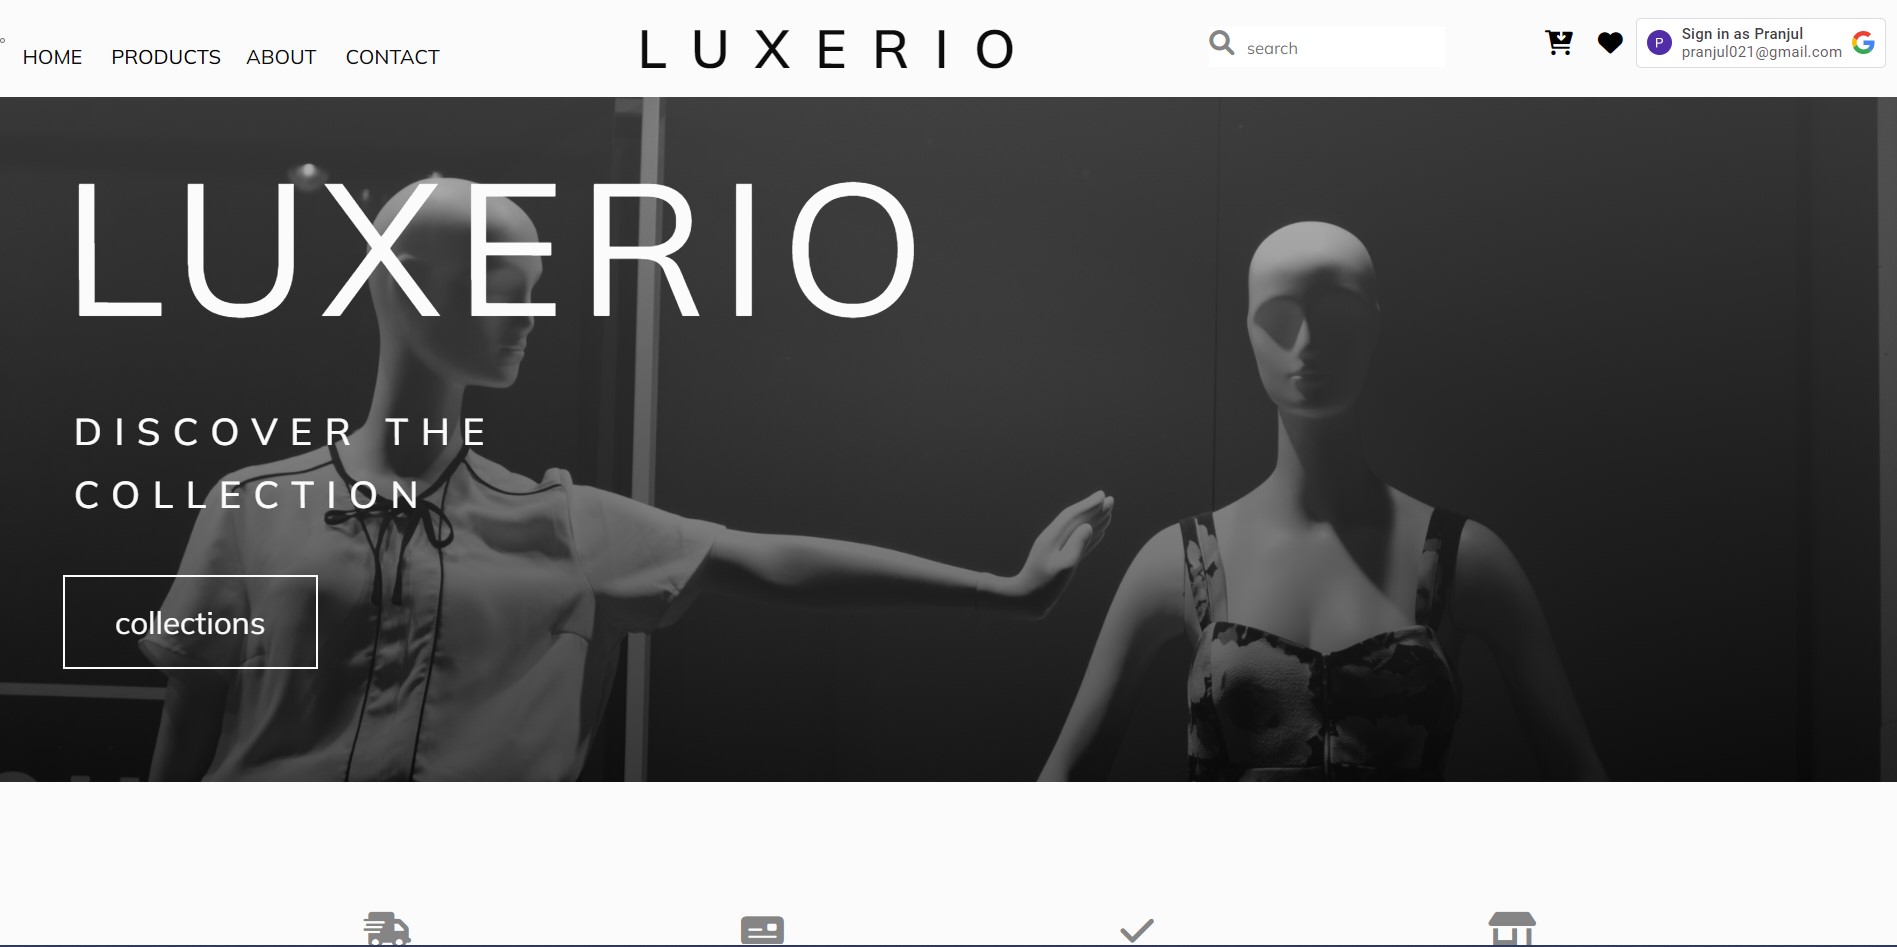 HOME PRODUCTS ABOUT CONTACT
LUXERIO
search
P
Sign in as Pranjul
pranjul021@gmail.com
LUXERIO
DISCOVER THE
COLLECTION
collections